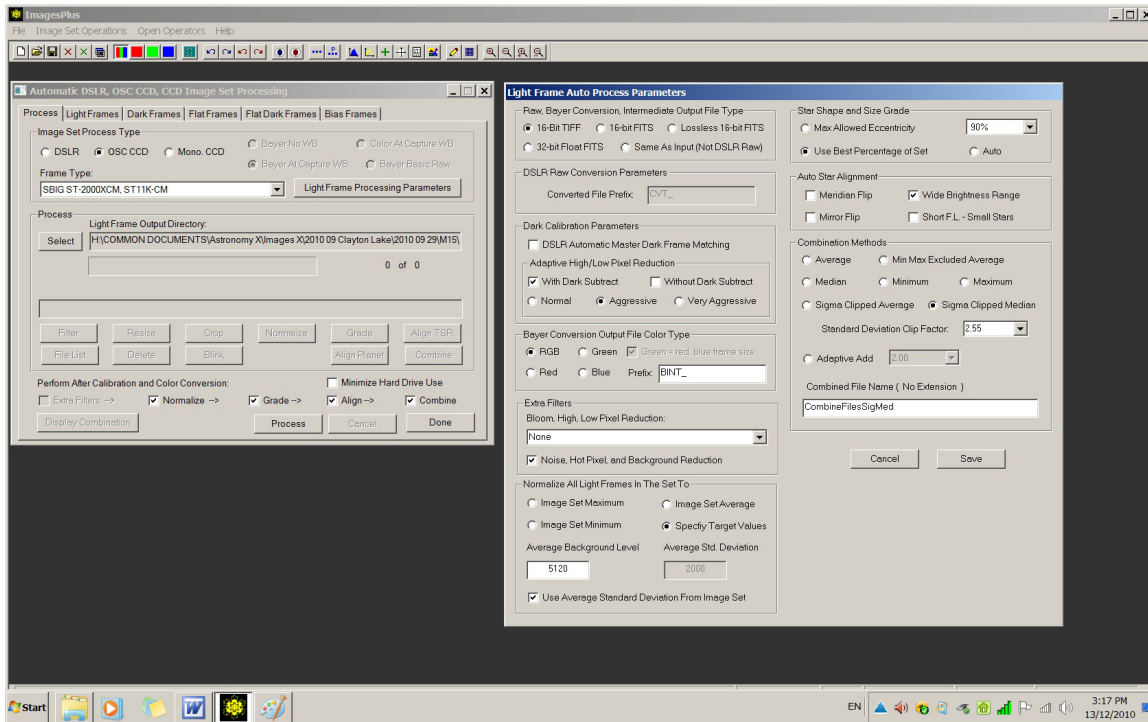 ImagesPlus
File Image Set Operations Open Operators Help
Automatic DSLR, OSC CCD, CCD Image Set Processing
Process Light Frames Dark Frames Flat Frames Flat Dark Frames Bias Frames
Image Set Process Type
DSLR OSC CCD Mono. CCD
Bayer No WB Color At Capture WB
Bayer At Capture WB Bayer Basic Raw
Frame Type:
SBIG ST-2000XCM, ST11K-CM
Light Frame Processing Parameters
Process
Light Frame Output Directory:
Select
H:\COMMON DOCUMENTS\Astronomy X\Images X\2010 09 Clayton Lake\2010 09 29\M15\
0 of 0
Filter Resize Crop Normalize Grade Align TSR
File List Delete Blink Align Planet Combine
Perform After Calibration and Color Conversion:
Minimize Hard Drive Use
Extra Filters --> Normalize --> Grade --> Align --> Combine
Display Combination Process Cancel Done
Light Frame Auto Process Parameters
Raw, Bayer Conversion, Intermediate Output File Type
16-Bit TIFF 16-bit FITS Lossless 16-bit FITS
32-bit Float FITS Same As Input (Not DSLR Raw)
DSLR Raw Conversion Parameters
Converted File Prefix: CVT_
Dark Calibration Parameters
DSLR Automatic Master Dark Frame Matching
Adaptive High/Low Pixel Reduction
With Dark Subtract Without Dark Subtract
Normal Aggressive Very Aggressive
Bayer Conversion Output File Color Type
RGB Green Green = red, blue frame size
Red Blue Prefix: BINT_
Extra Filters
Bloom, High, Low Pixel Reduction:
None
Noise, Hot Pixel, and Background Reduction
Normalize All Light Frames In The Set To
Image Set Maximum Image Set Average
Image Set Minimum Specfiy Target Values
Average Background Level Average Std. Deviation
5120 2000
Use Average Standard Deviation From Image Set
Star Shape and Size Grade
Max Allowed Eccentricity 90%
Use Best Percentage of Set Auto
Auto Star Alignment
Meridian Flip Wide Brightness Range
Mirror Flip Short F.L. - Small Stars
Combination Methods
Average Min Max Excluded Average
Median Minimum Maximum
Sigma Clipped Average Sigma Clipped Median
Standard Deviation Clip Factor: 2.55
Adaptive Add 2.00
Combined File Name ( No Extension )
CombineFilesSigMed
Cancel Save
Start
EN
3:17 PM
13/12/2010